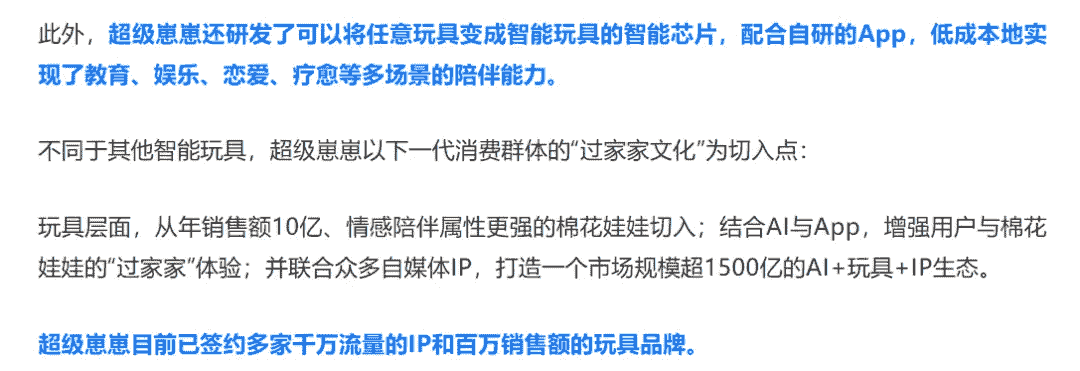 此外，超级崽崽还研发了可以将任意玩具变成智能玩具的智能芯片，配合自研的App，低成本地实
现了教育、娱乐、恋爱、疗愈等多场景的陪伴能力。
不同于其他智能玩具，超级崽崽以下一代消费群体的“过家家文化”为切入点：
玩具层面，从年销售额10亿、情感陪伴属性更强的棉花娃娃切入；结合AI与App，增强用户与棉花
娃娃的“过家家”体验；并联合众多自媒体IP，打造一个市场规模超1500亿的AI+玩具+IP生态。
超级崽崽目前已签约多家千万流量的IP和百万销售额的玩具品牌。